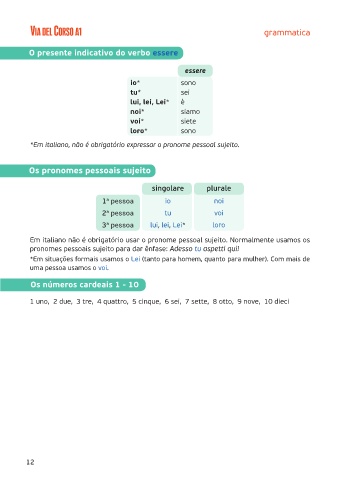 VIA DEL CORSO A1
grammatica
O presente indicativo do verbo essere
essere
io* sono
tu* sei
lui, lei, Lei* è
noi* siamo
voi* siete
loro* sono
*Em italiano, não é obrigatório expressar o pronome pessoal sujeito.
Os pronomes pessoais sujeito
singolare plurale
1ª pessoa io noi
2ª pessoa tu voi
3ª pessoa lui, lei, Lei* loro
Em italiano não é obrigatório usar o pronome pessoal sujeito. Normalmente usamos os
pronomes pessoais sujeito para dar ênfase: Adesso tu aspetti qui!
*Em situações formais usamos o Lei (tanto para homem, quanto para mulher). Com mais de
uma pessoa usamos o voi.
Os números cardeais 1 - 10
1 uno, 2 due, 3 tre, 4 quattro, 5 cinque, 6 sei, 7 sette, 8 otto, 9 nove, 10 dieci
12